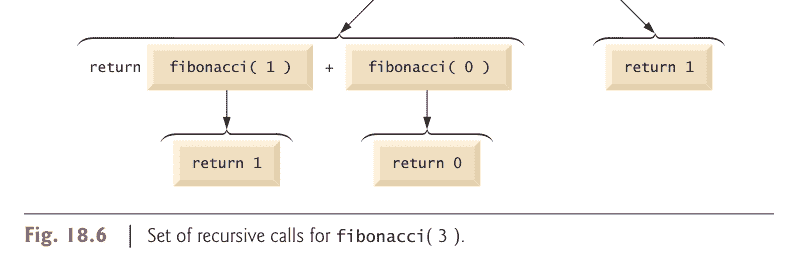 return fibonacci( 1 ) + fibonacci( 0 ) return 1
return 1 return 0
Fig. 18.6 | Set of recursive calls for fibonacci( 3 ).